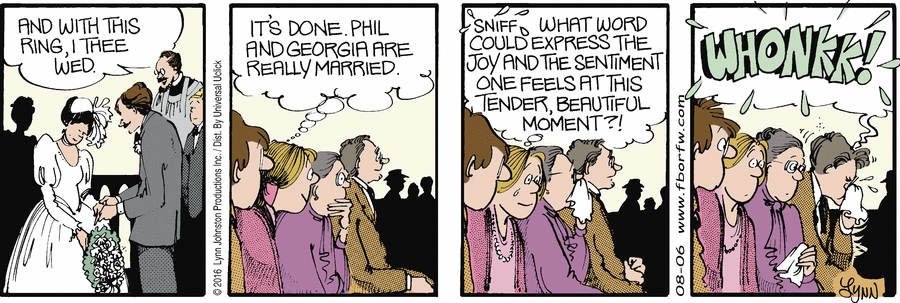 AND WITH THIS
RING, I THEE
WED.
© 2016 Lynn Johnston Productions Inc. / Dist. By Universal Uclick
IT'S DONE. PHIL
AND GEORGIA ARE
REALLY MARRIED.
SNIFF WHAT WORD
COULD EXPRESS THE
JOY AND THE SENTIMENT
ONE FEELS AT THIS
TENDER, BEAUTIFUL
MOMENT?!
WHONKK!
08-06 www.fborfw.com
LYNN